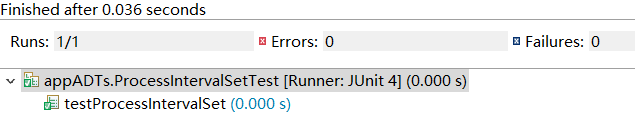 Finished after 0.036 seconds
Runs: 1/1 Errors: 0 Failures: 0
appADTs.ProcessIntervalSetTest [Runner: JUnit 4] (0.000 s)
testProcessIntervalSet (0.000 s)